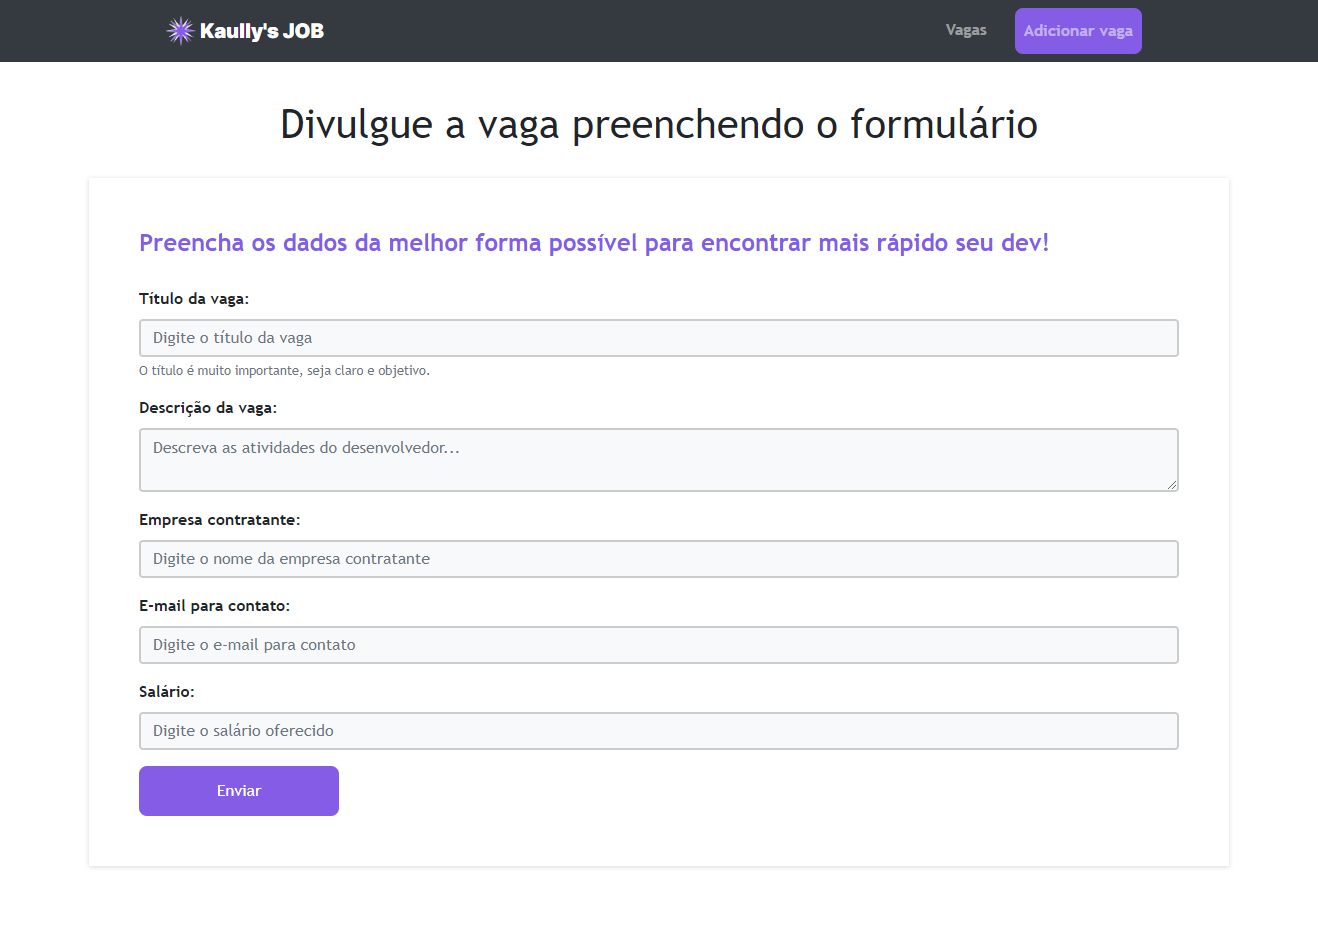 Kaully's JOB
Vagas
Adicionar vaga
Divulgue a vaga preenchendo o formulário
Preencha os dados da melhor forma possível para encontrar mais rápido seu dev!
Título da vaga:
Digite o título da vaga
O título é muito importante, seja claro e objetivo.
Descrição da vaga:
Descreva as atividades do desenvolvedor...
Empresa contratante:
Digite o nome da empresa contratante
E-mail para contato:
Digite o e-mail para contato
Salário:
Digite o salário oferecido
Enviar